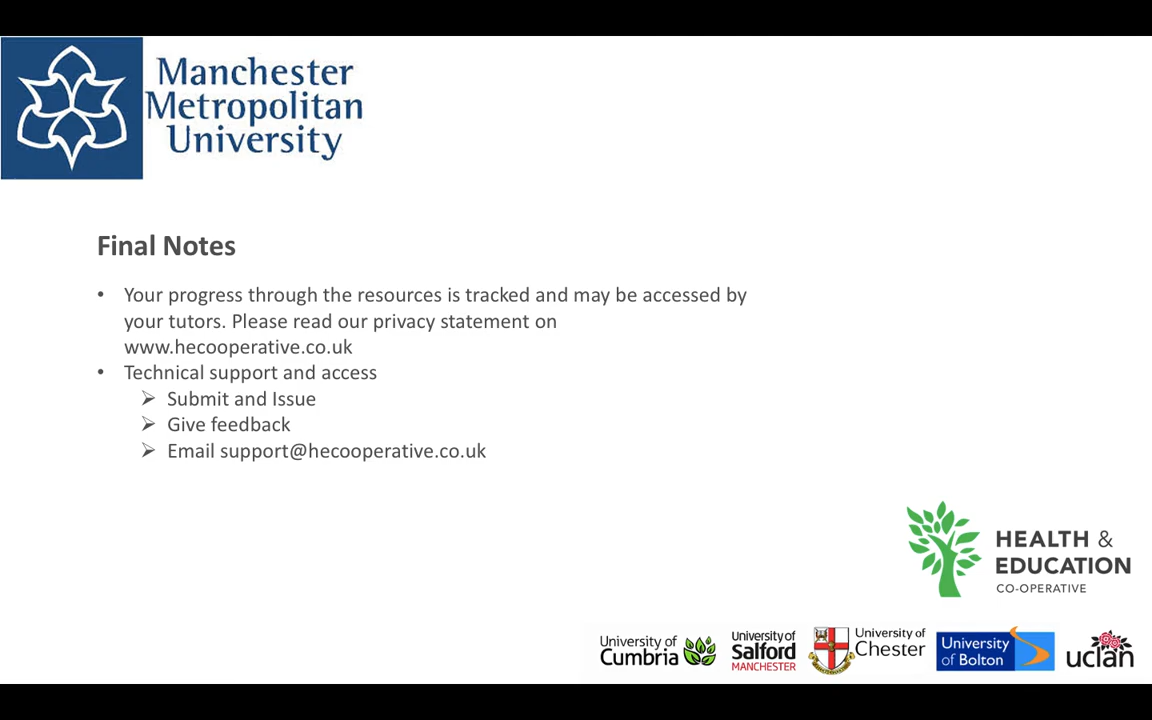 Manchester
Metropolitan
University
Final Notes
• Your progress through the resources is tracked and may be accessed by
your tutors. Please read our privacy statement on
www.hecooperative.co.uk
• Technical support and access
➢ Submit and Issue
➢ Give feedback
➢ Email support@hecooperative.co.uk
HEALTH &
EDUCATION
CO-OPERATIVE
University of
Cumbria
University of
Salford
MANCHESTER
University of
Chester
University
of Bolton
uclan